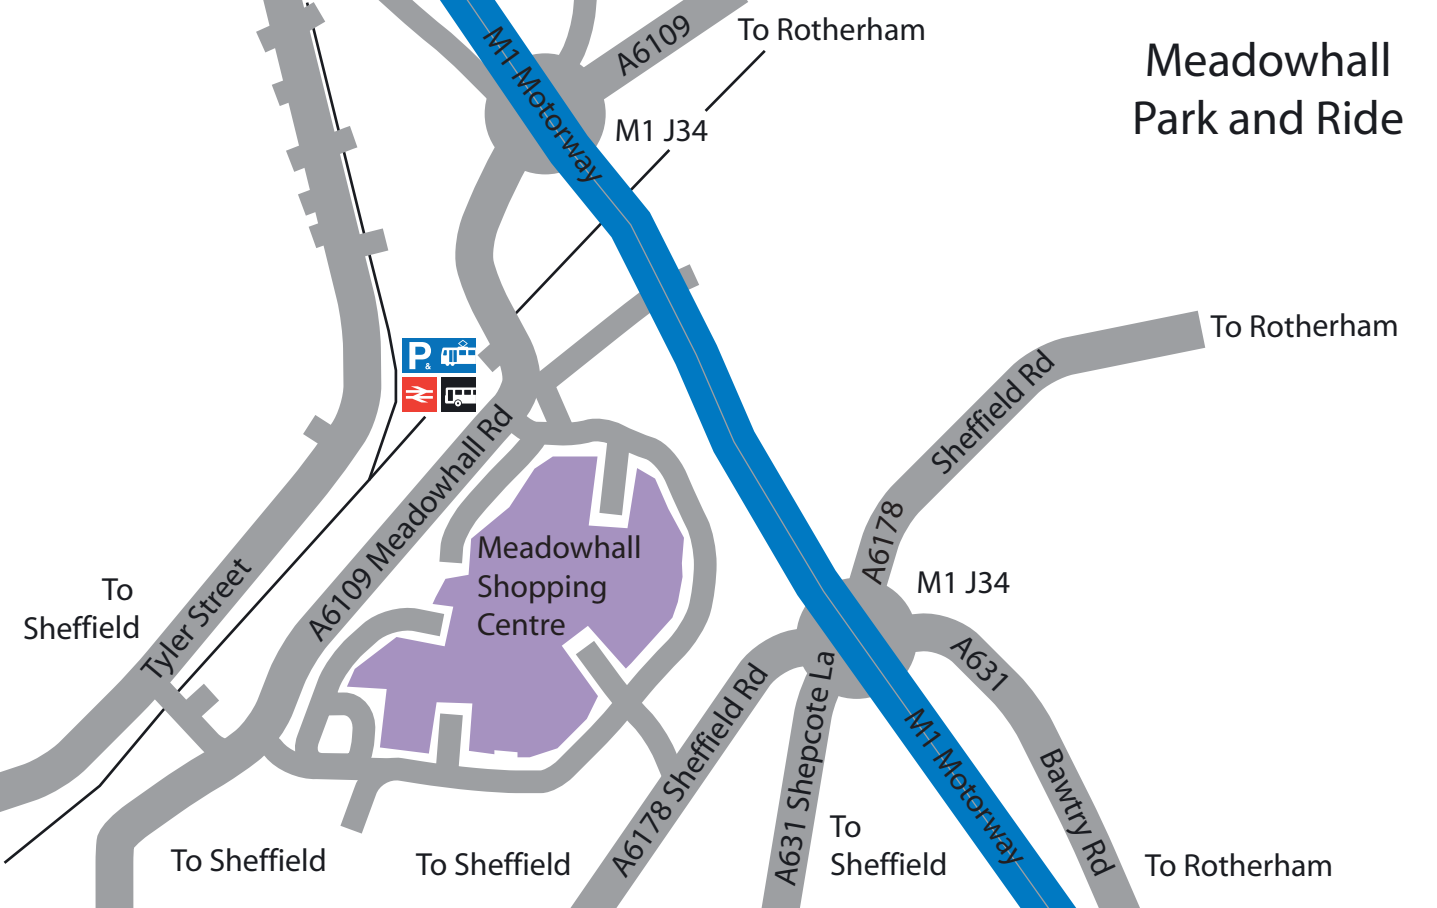 Meadowhall
Park and Ride
To Rotherham
A6109
M1 Motorway
M1 J34
To Rotherham
P
&
Sheffield Rd
A6178
A6109 Meadowhall Rd
Meadowhall
Shopping
Centre
M1 J34
To
Sheffield
Tyler Street
A631
Bawtry Rd
A6178 Sheffield Rd
A631 Shepcote La
M1 Motorway
To Sheffield
To Sheffield
To
Sheffield
To Rotherham